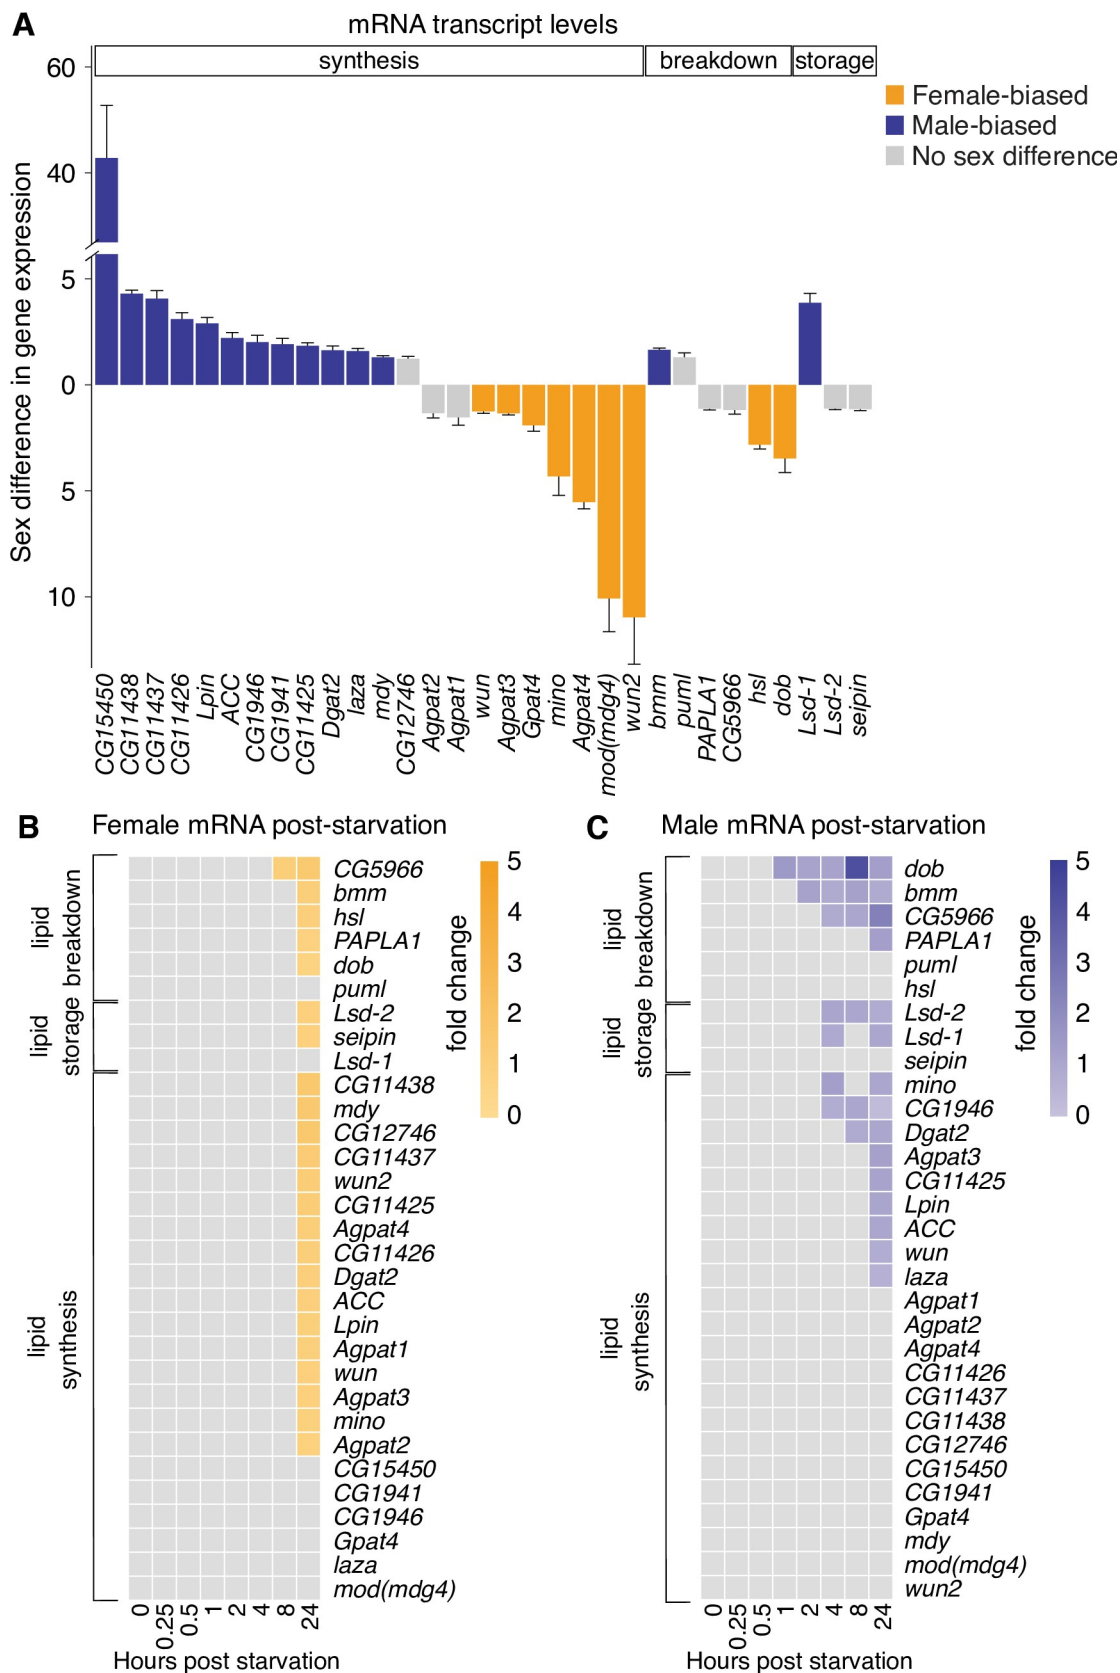 A
mRNA transcript levels
synthesis
breakdown
storage
Female-biased
Male-biased
No sex difference
Sex difference in gene expression
60
40
5
0
5
10
CG15450
CG11438
CG11437
CG11426
Lpin
ACC
CG1946
CG1941
CG11425
Dgat2
laza
mdy
CG12746
Agpat2
Agpat1
wun
Agpat3
Gpat4
mino
Agpat4
mod(mdg4)
wun2
bmm
puml
PAPLA1
CG5966
hsl
dob
Lsd-1
Lsd-2
seipin
B
Female mRNA post-starvation
lipid
breakdown
lipid
storage
lipid
synthesis
CG5966
bmm
hsl
PAPLA1
dob
puml
Lsd-2
seipin
Lsd-1
CG11438
mdy
CG12746
CG11437
wun2
CG11425
Agpat4
CG11426
Dgat2
ACC
Lpin
Agpat1
wun
Agpat3
mino
Agpat2
CG15450
CG1941
CG1946
Gpat4
laza
mod(mdg4)
0
0.25
0.5
1
2
4
8
24
Hours post starvation
fold change
5
4
3
2
1
0
C
Male mRNA post-starvation
lipid
breakdown
lipid
storage
lipid
synthesis
dob
bmm
CG5966
PAPLA1
puml
hsl
Lsd-2
Lsd-1
seipin
mino
CG1946
Dgat2
Agpat3
CG11425
Lpin
ACC
wun
laza
Agpat1
Agpat2
Agpat4
CG11426
CG11437
CG11438
CG12746
CG15450
CG1941
Gpat4
mdy
mod(mdg4)
wun2
0
0.25
0.5
1
2
4
8
24
Hours post starvation
fold change
5
4
3
2
1
0